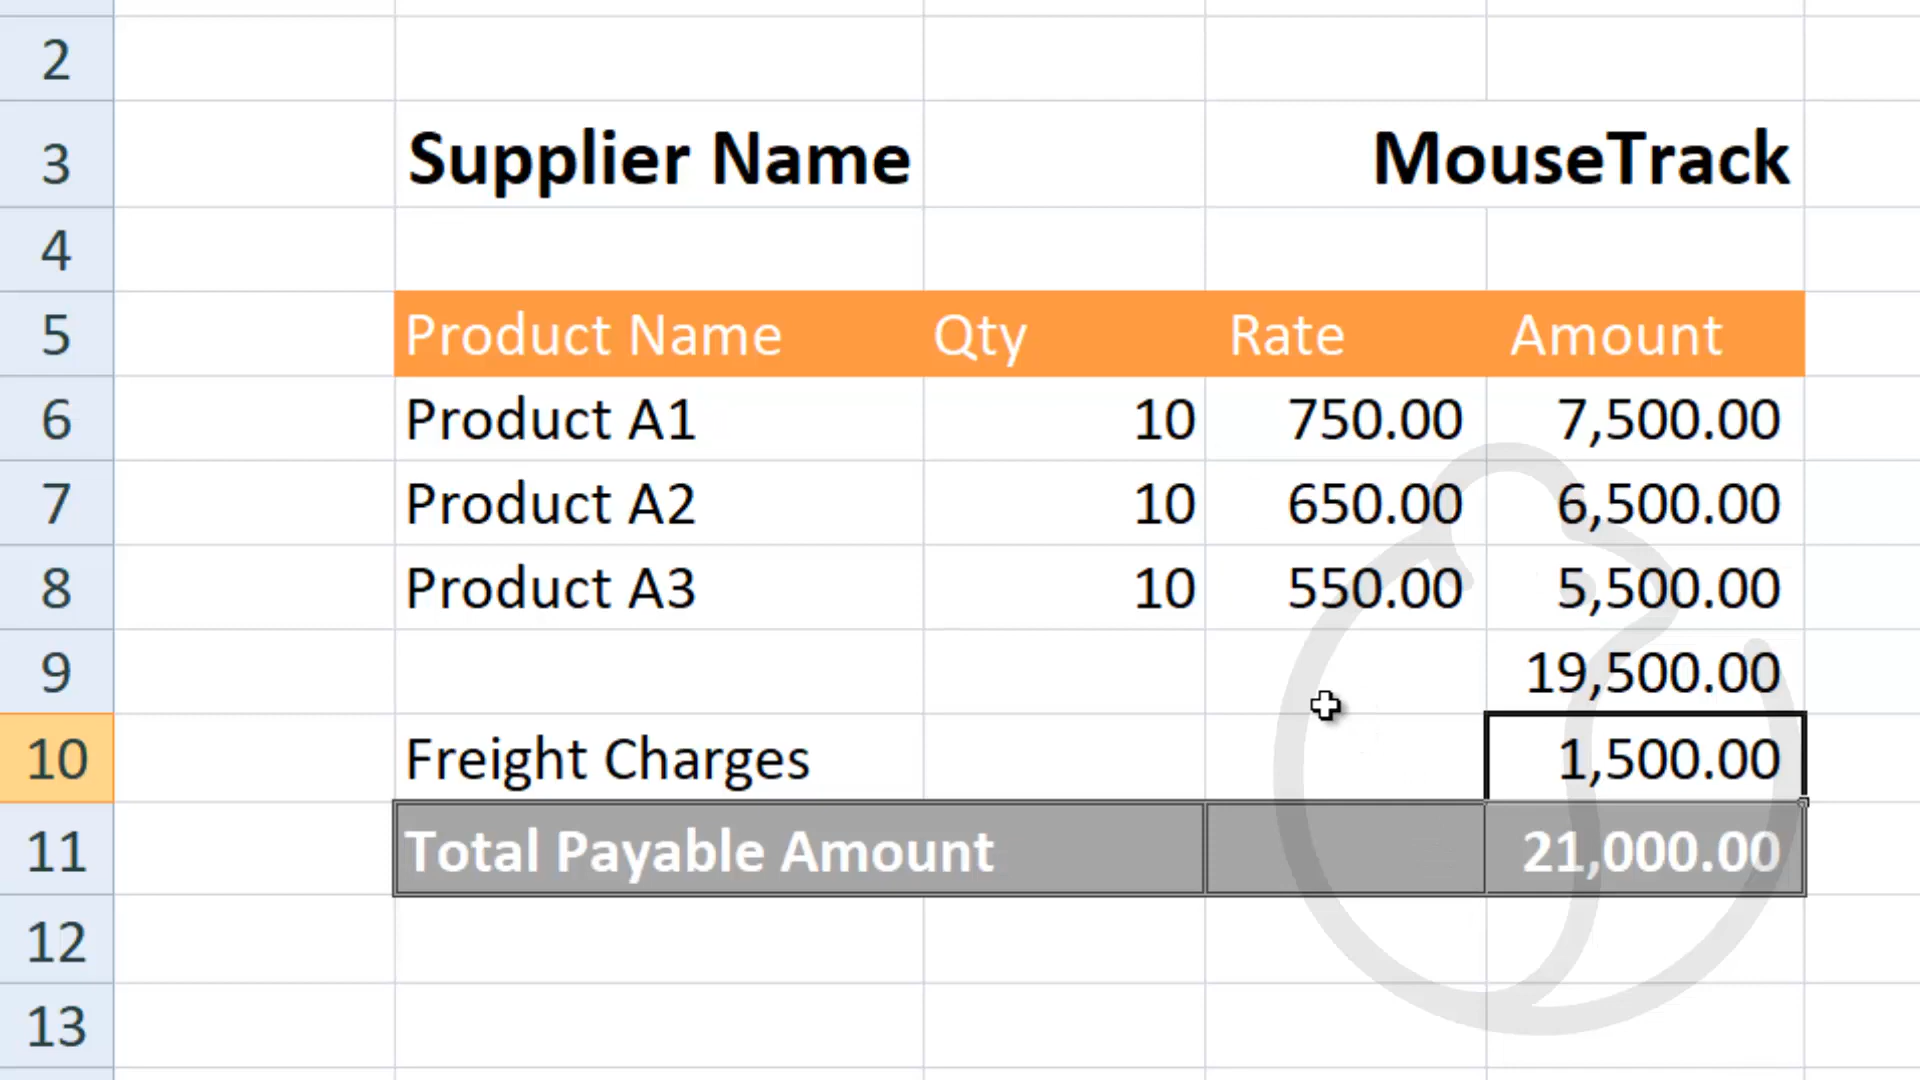 2
3 Supplier Name MouseTrack
4
5 Product Name Qty Rate Amount
6 Product A1 10 750.00 7,500.00
7 Product A2 10 650.00 6,500.00
8 Product A3 10 550.00 5,500.00
9 19,500.00
10 Freight Charges 1,500.00
11 Total Payable Amount 21,000.00
12
13